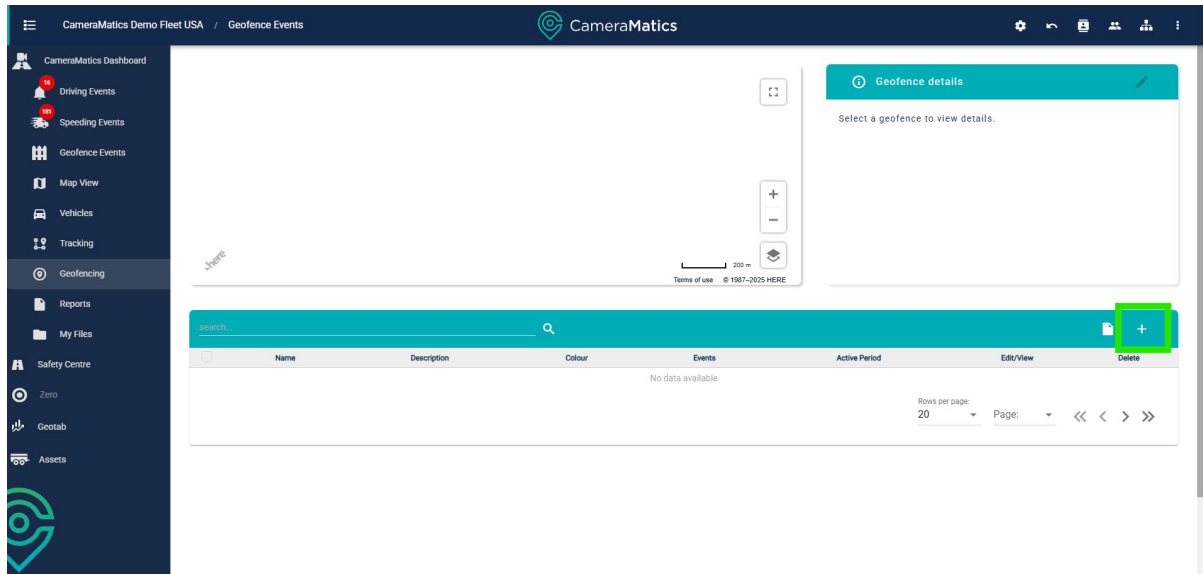 CameraMatics Demo Fleet USA / Geofence Events
CameraMatics
CameraMatics Dashboard
16
Driving Events
181
Speeding Events
Geofence Events
Map View
Vehicles
Tracking
Geofencing
Reports
My Files
Safety Centre
Zero
Geotab
Assets
here
200 m
Terms of use © 1987–2025 HERE
Geofence details
Select a geofence to view details.
search...
Name Description Colour Events Active Period Edit/View Delete
No data available
Rows per page:
20 Page: